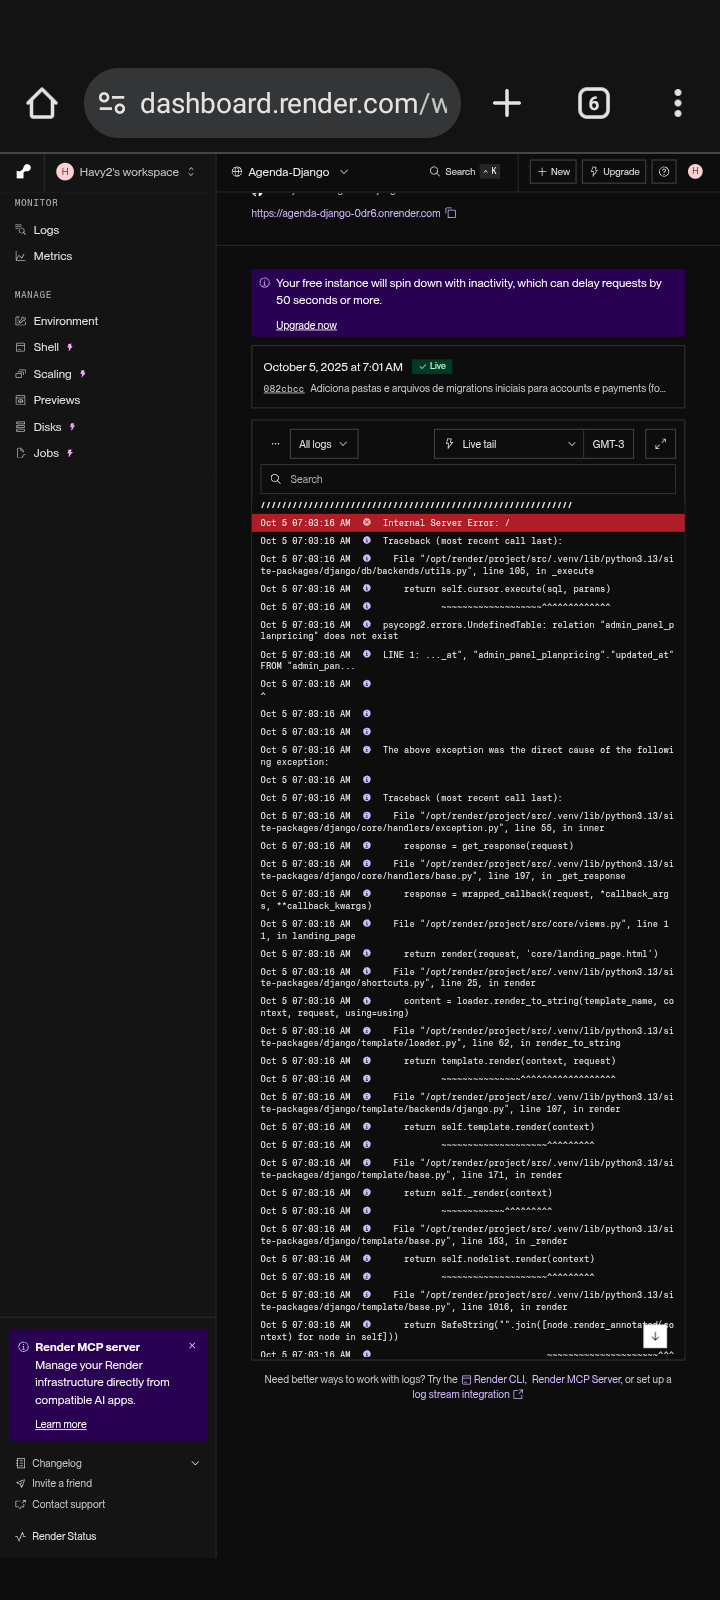 dashboard.render.com/w
6
H Havy2's workspace
Agenda-Django
Search ^ K
+ New
Upgrade
H
MONITOR
Logs
Metrics
MANAGE
Environment
Shell
Scaling
Previews
Disks
Jobs
https://agenda-django-0dr6.onrender.com
Your free instance will spin down with inactivity, which can delay requests by
50 seconds or more.
Upgrade now
October 5, 2025 at 7:01 AM Live
082cbcc Adiciona pastas e arquivos de migrations iniciais para accounts e payments (fo...
... All logs
Live tail
GMT-3
Search
////////////////////////////////////////////////////////////
Oct 5 07:03:16 AM Internal Server Error: /
Oct 5 07:03:16 AM Traceback (most recent call last):
Oct 5 07:03:16 AM File "/opt/render/project/src/.venv/lib/python3.13/si
te-packages/django/db/backends/utils.py", line 105, in _execute
Oct 5 07:03:16 AM return self.cursor.execute(sql, params)
Oct 5 07:03:16 AM ~~~~~~~~~~~~~~~~~~~^^^^^^^^^^^^^
Oct 5 07:03:16 AM psycopg2.errors.UndefinedTable: relation "admin_panel_p
lanpricing" does not exist
Oct 5 07:03:16 AM LINE 1: ..._at", "admin_panel_planpricing"."updated_at"
FROM "admin_pan...
Oct 5 07:03:16 AM
^
Oct 5 07:03:16 AM
Oct 5 07:03:16 AM
Oct 5 07:03:16 AM The above exception was the direct cause of the followi
ng exception:
Oct 5 07:03:16 AM
Oct 5 07:03:16 AM Traceback (most recent call last):
Oct 5 07:03:16 AM File "/opt/render/project/src/.venv/lib/python3.13/si
te-packages/django/core/handlers/exception.py", line 55, in inner
Oct 5 07:03:16 AM response = get_response(request)
Oct 5 07:03:16 AM File "/opt/render/project/src/.venv/lib/python3.13/si
te-packages/django/core/handlers/base.py", line 197, in _get_response
Oct 5 07:03:16 AM response = wrapped_callback(request, *callback_arg
s, **callback_kwargs)
Oct 5 07:03:16 AM File "/opt/render/project/src/core/views.py", line 1
1, in landing_page
Oct 5 07:03:16 AM return render(request, 'core/landing_page.html')
Oct 5 07:03:16 AM File "/opt/render/project/src/.venv/lib/python3.13/si
te-packages/django/shortcuts.py", line 25, in render
Oct 5 07:03:16 AM content = loader.render_to_string(template_name, co
ntext, request, using=using)
Oct 5 07:03:16 AM File "/opt/render/project/src/.venv/lib/python3.13/si
te-packages/django/template/loader.py", line 62, in render_to_string
Oct 5 07:03:16 AM return template.render(context, request)
Oct 5 07:03:16 AM ~~~~~~~~~~~~~~~^^^^^^^^^^^^^^^^^^
Oct 5 07:03:16 AM File "/opt/render/project/src/.venv/lib/python3.13/si
te-packages/django/template/backends/django.py", line 107, in render
Oct 5 07:03:16 AM return self.template.render(context)
Oct 5 07:03:16 AM ~~~~~~~~~~~~~~~~~~~~^^^^^^^^^
Oct 5 07:03:16 AM File "/opt/render/project/src/.venv/lib/python3.13/si
te-packages/django/template/base.py", line 171, in render
Oct 5 07:03:16 AM return self._render(context)
Oct 5 07:03:16 AM ~~~~~~~~~~~~^^^^^^^^^
Oct 5 07:03:16 AM File "/opt/render/project/src/.venv/lib/python3.13/si
te-packages/django/template/base.py", line 163, in _render
Oct 5 07:03:16 AM return self.nodelist.render(context)
Oct 5 07:03:16 AM ~~~~~~~~~~~~~~~~~~~~^^^^^^^^^
Oct 5 07:03:16 AM File "/opt/render/project/src/.venv/lib/python3.13/si
te-packages/django/template/base.py", line 1016, in render
Oct 5 07:03:16 AM return SafeString("".join([node.render_annotated(co
ntext) for node in self]))
Oct 5 07:03:16 AM ~~~~~~~~~~~~~~~~~~~~~^^^
Need better ways to work with logs? Try the Render CLI, Render MCP Server, or set up a
log stream integration
Render MCP server
Manage your Render
infrastructure directly from
compatible AI apps.
Learn more
Changelog
Invite a friend
Contact support
Render Status